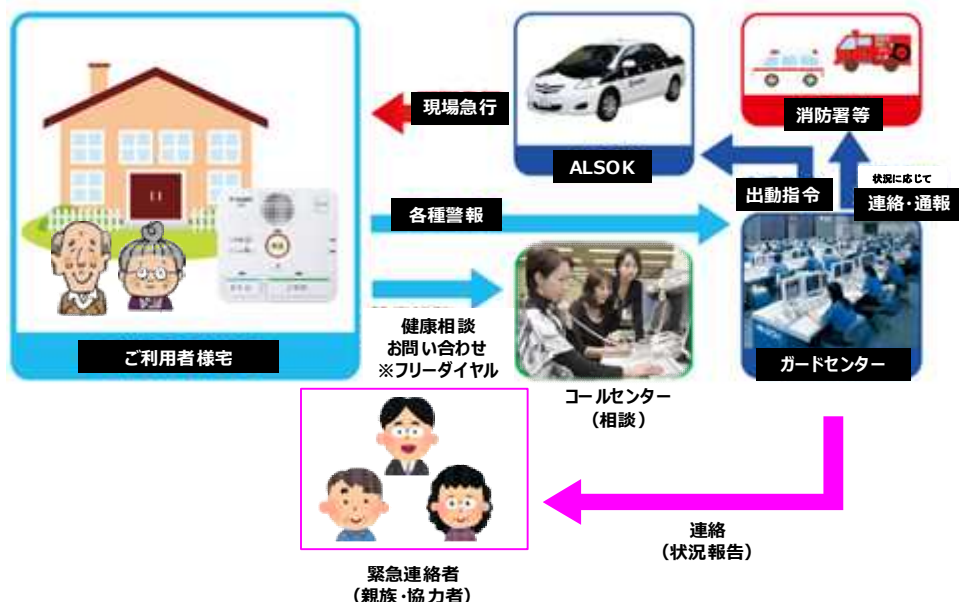 現場急行
ALSOK
消防署等
出動指令
状況に応じて
連絡・通報
各種警報
健康相談
お問い合わせ
※フリーダイヤル
ご利用者様宅
コールセンター
（相談）
ガードセンター
連絡
（状況報告）
緊急連絡者
（親族・協力者）